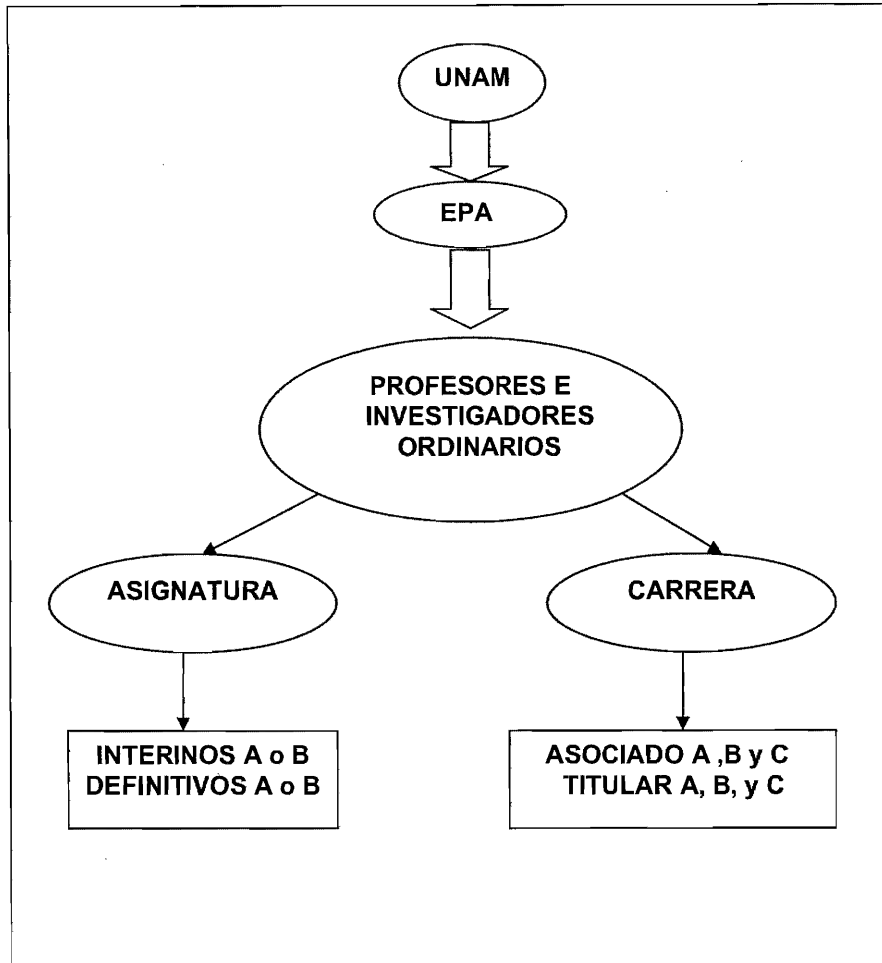 UNAM
EPA
PROFESORES E
INVESTIGADORES
ORDINARIOS
ASIGNATURA
CARRERA
INTERINOS A o B
DEFINITIVOS A o B
ASOCIADO A ,B y C
TITULAR A, B, y C